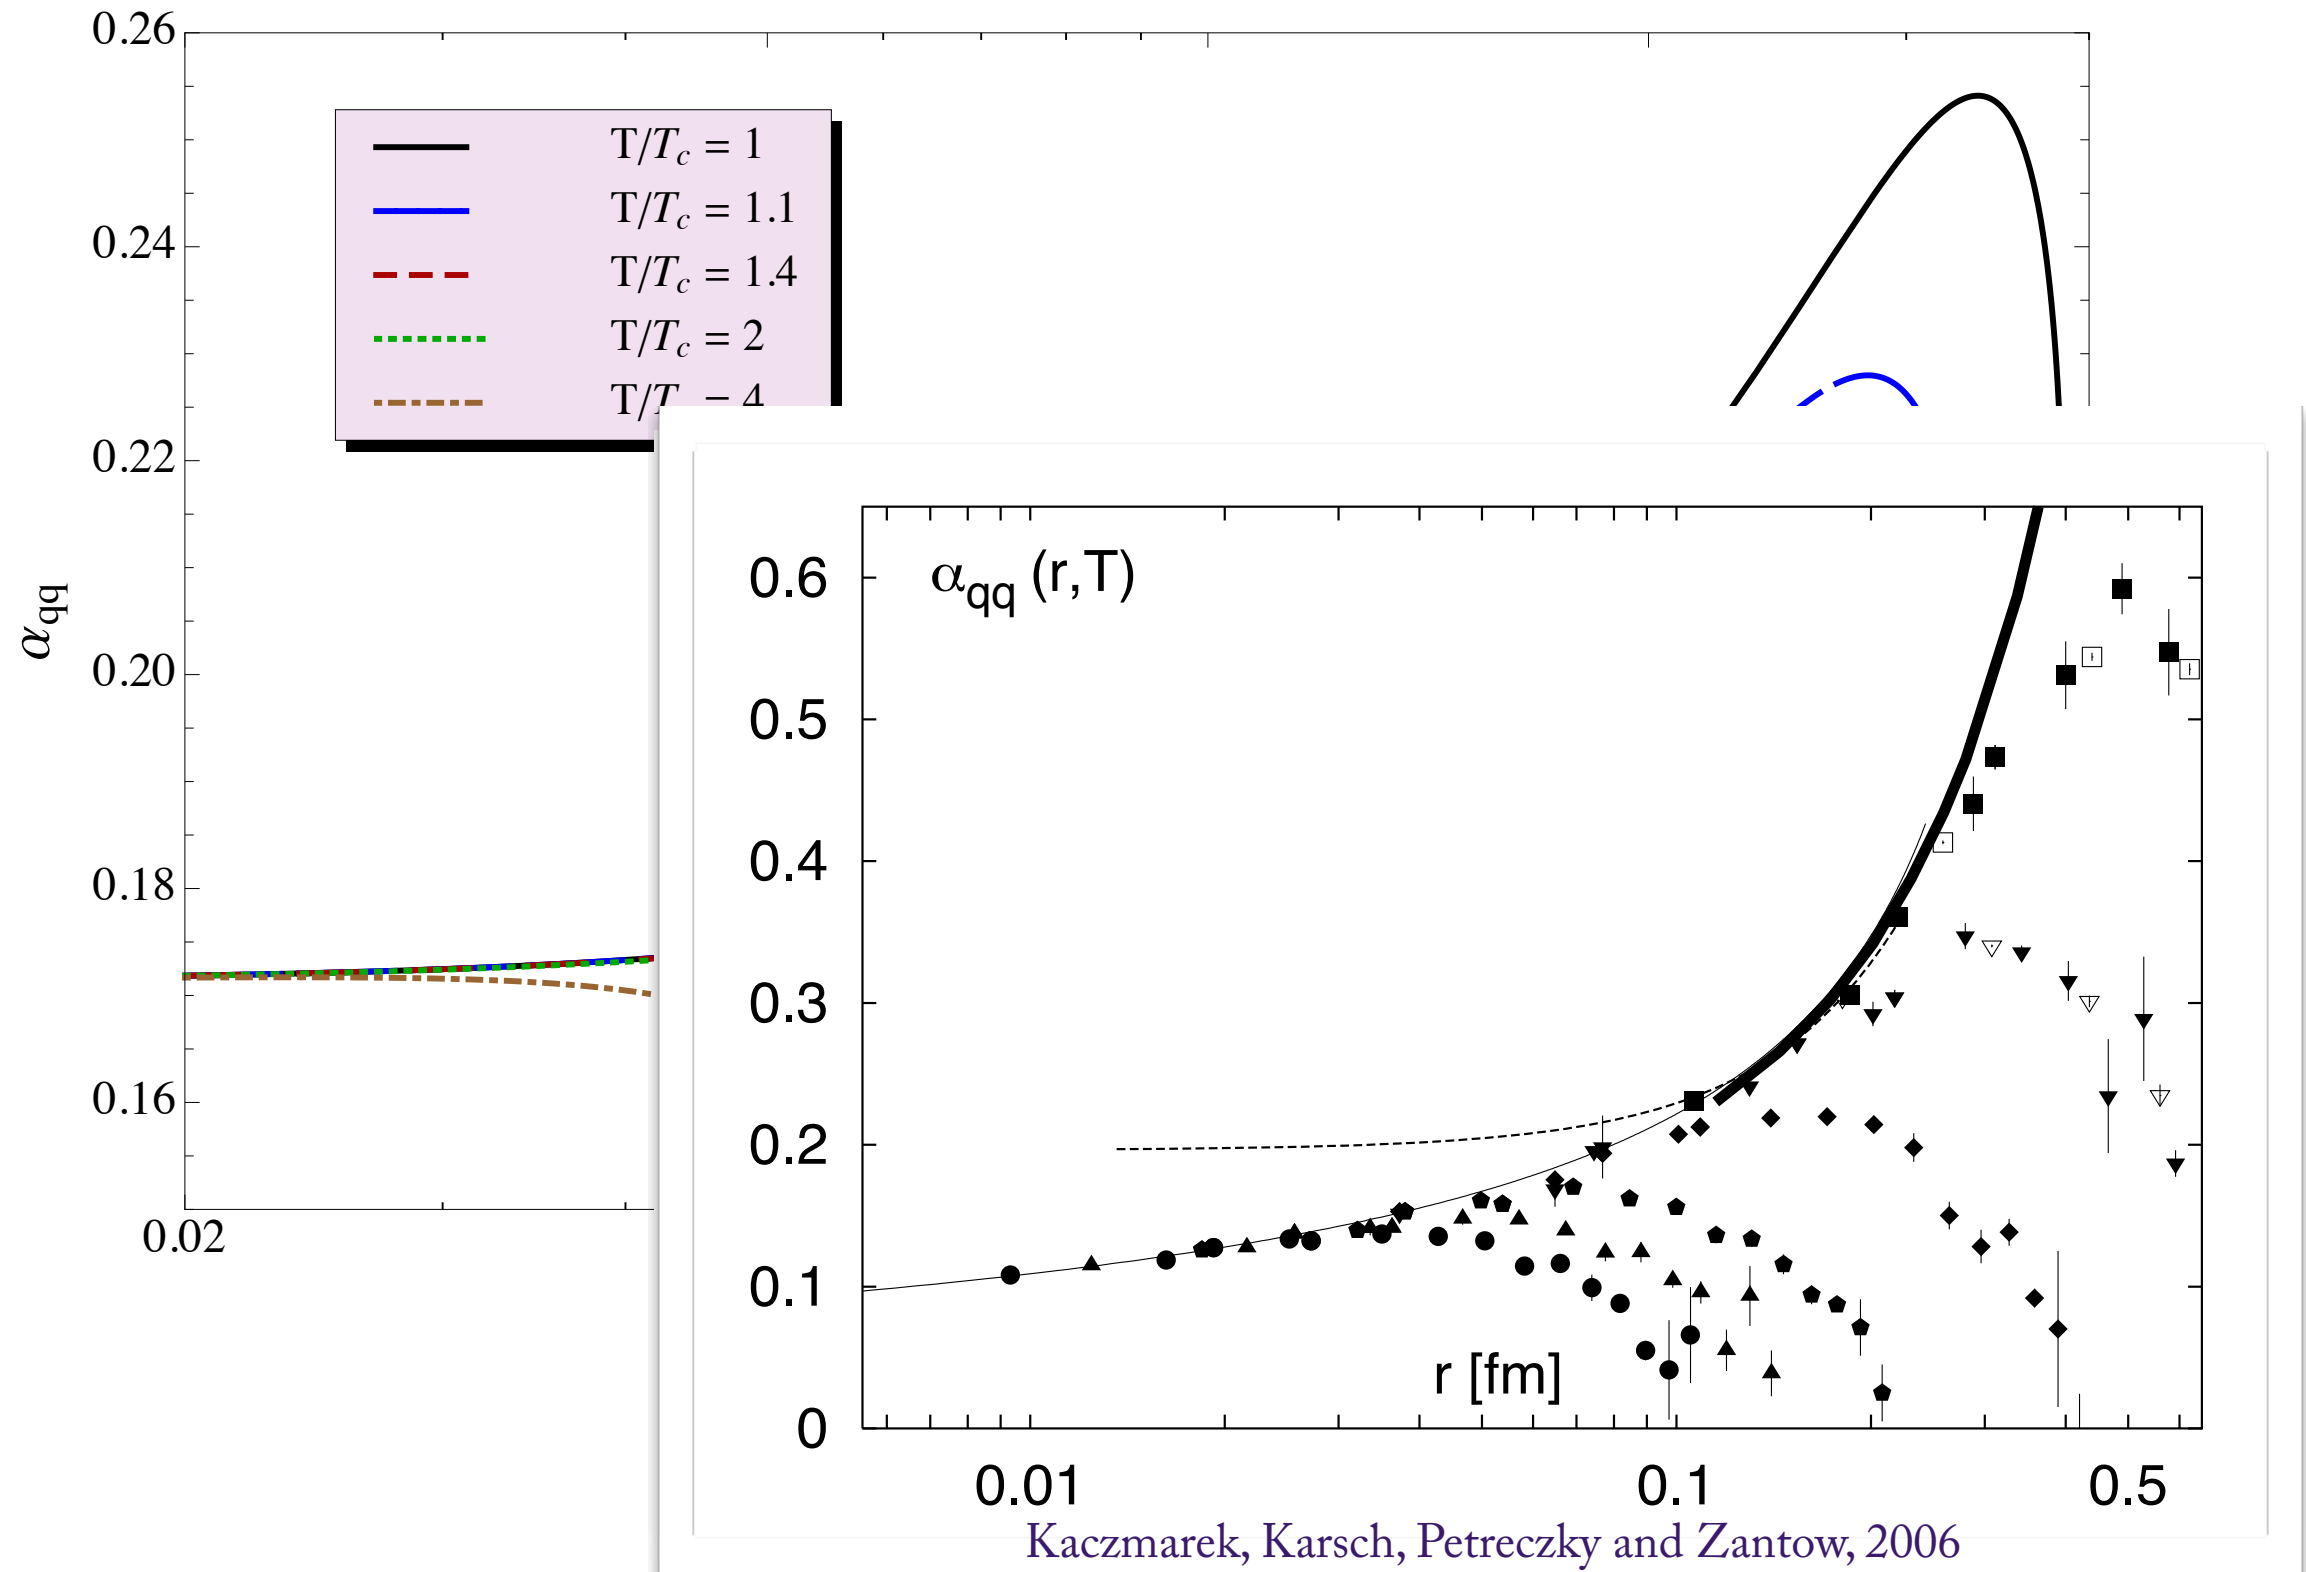 0.26
T/T_c = 1
T/T_c = 1.1
0.24
T/T_c = 1.4
T/T_c = 2
T/T = 4
0.22
α_qq
0.20
0.18
0.16
0.02
α_qq (r,T)
0.6
0.5
0.4
0.3
0.2
0.1
r [fm]
0
0.01 0.1 0.5
Kaczmarek, Karsch, Petreczky and Zantow, 2006